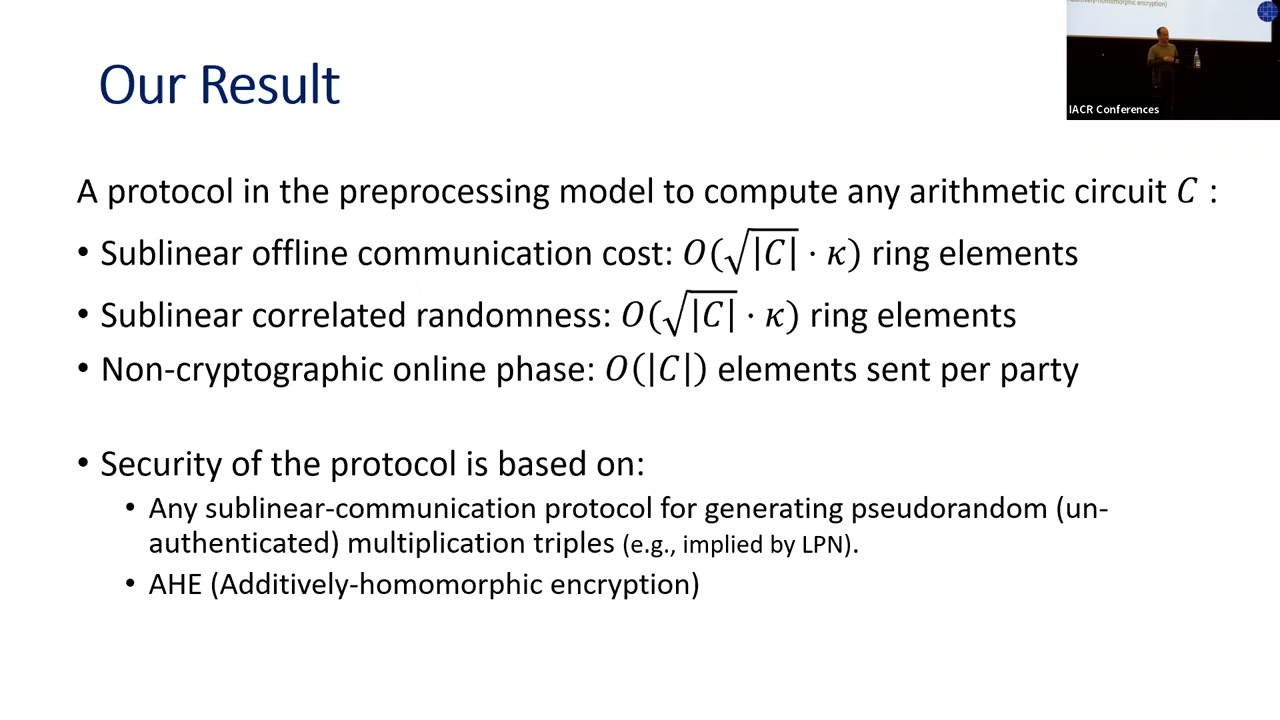 Our Result
A protocol in the preprocessing model to compute any arithmetic circuit C :
• Sublinear offline communication cost: O(√|C| · κ) ring elements
• Sublinear correlated randomness: O(√|C| · κ) ring elements
• Non-cryptographic online phase: O(|C|) elements sent per party
• Security of the protocol is based on:
• Any sublinear-communication protocol for generating pseudorandom (un-
authenticated) multiplication triples (e.g., implied by LPN).
• AHE (Additively-homomorphic encryption)
IACR Conferences